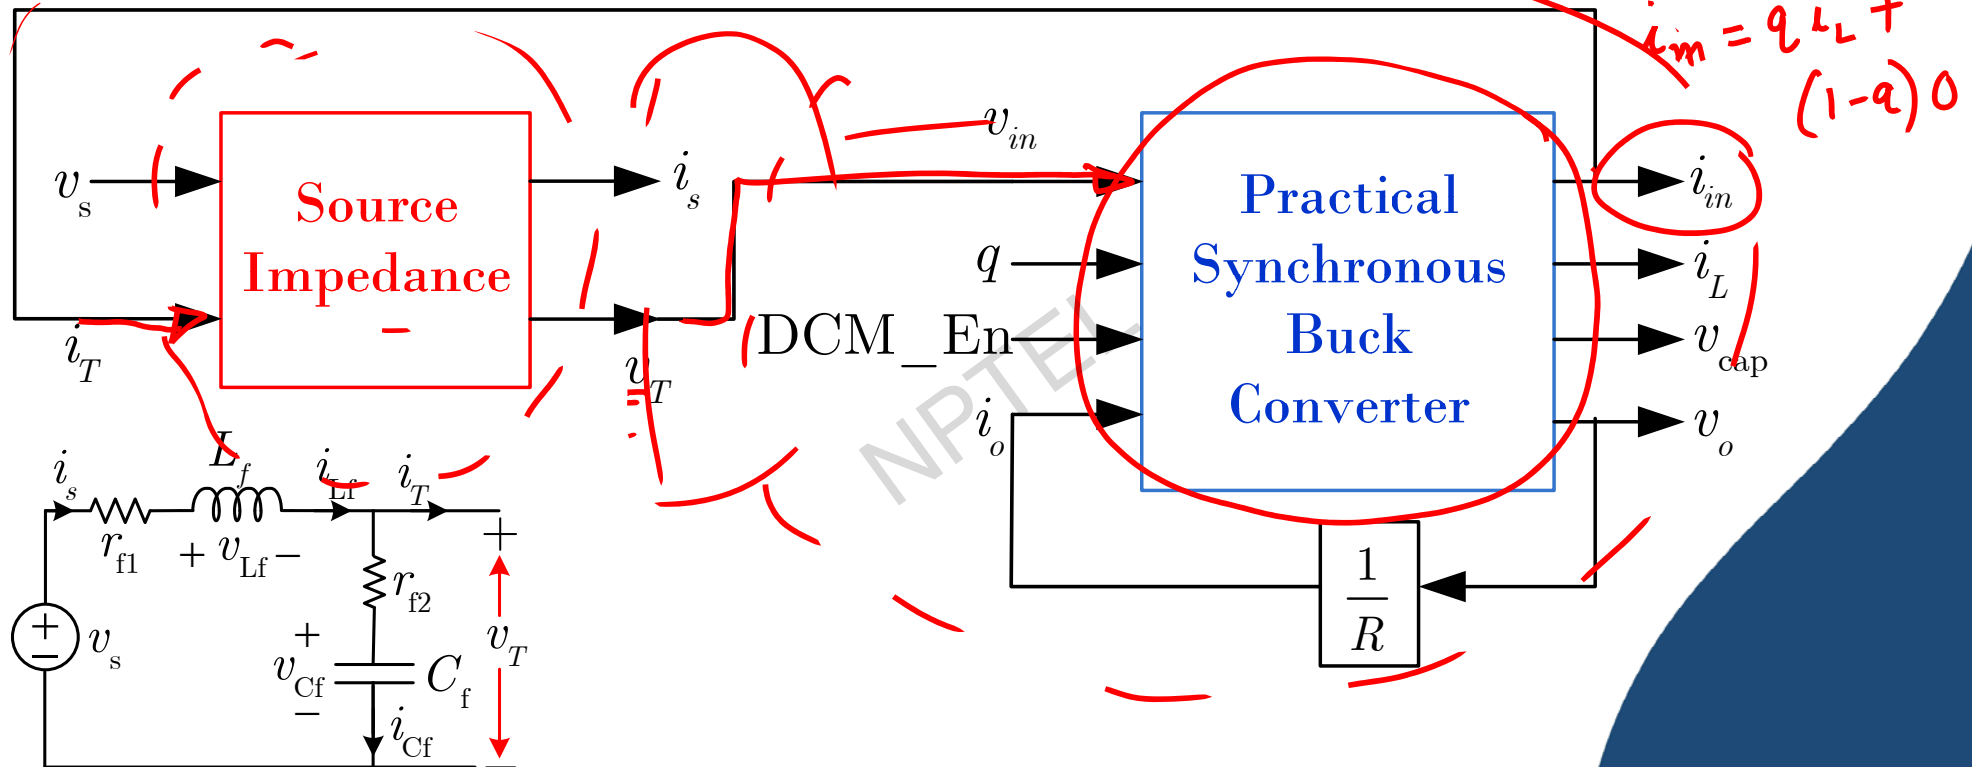 i_in = q i_L +
(1-q) 0
v_s
Source
Impedance
i_T
i_s
v_T
v_in
q
DCM_En
i_o
Practical
Synchronous
Buck
Converter
i_in
i_L
v_cap
v_o
1
R
NPTEL
i_s
L_f
i_Lf
i_T
r_f1
+ v_Lf −
r_f2
+
−
v_s
+
v_Cf
−
C_f
i_Cf
+
v_T
−